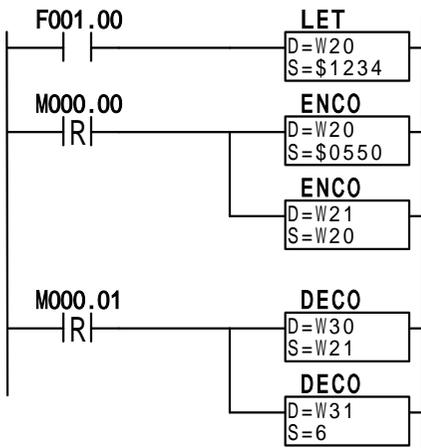 F001.00 LET
D=W20
S=$1234
M000.00 ENCO
R D=W20
S=$0550
ENCO
D=W21
S=W20
M000.01 DECO
R D=W30
S=W21
DECO
D=W31
S=6